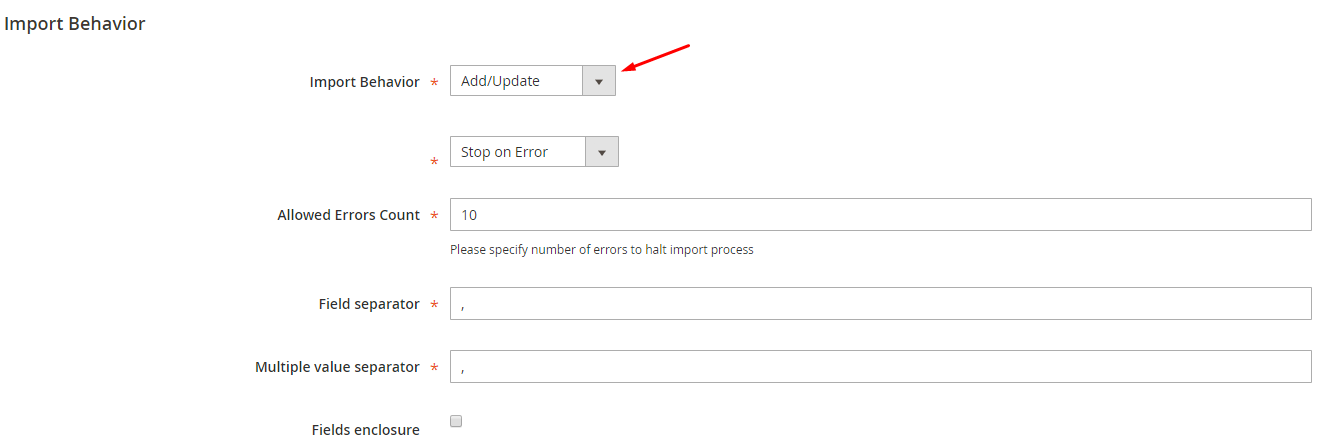 Import Behavior
Import Behavior * Add/Update
* Stop on Error
Allowed Errors Count * 10
Please specify number of errors to halt import process
Field separator * ,
Multiple value separator * ,
Fields enclosure